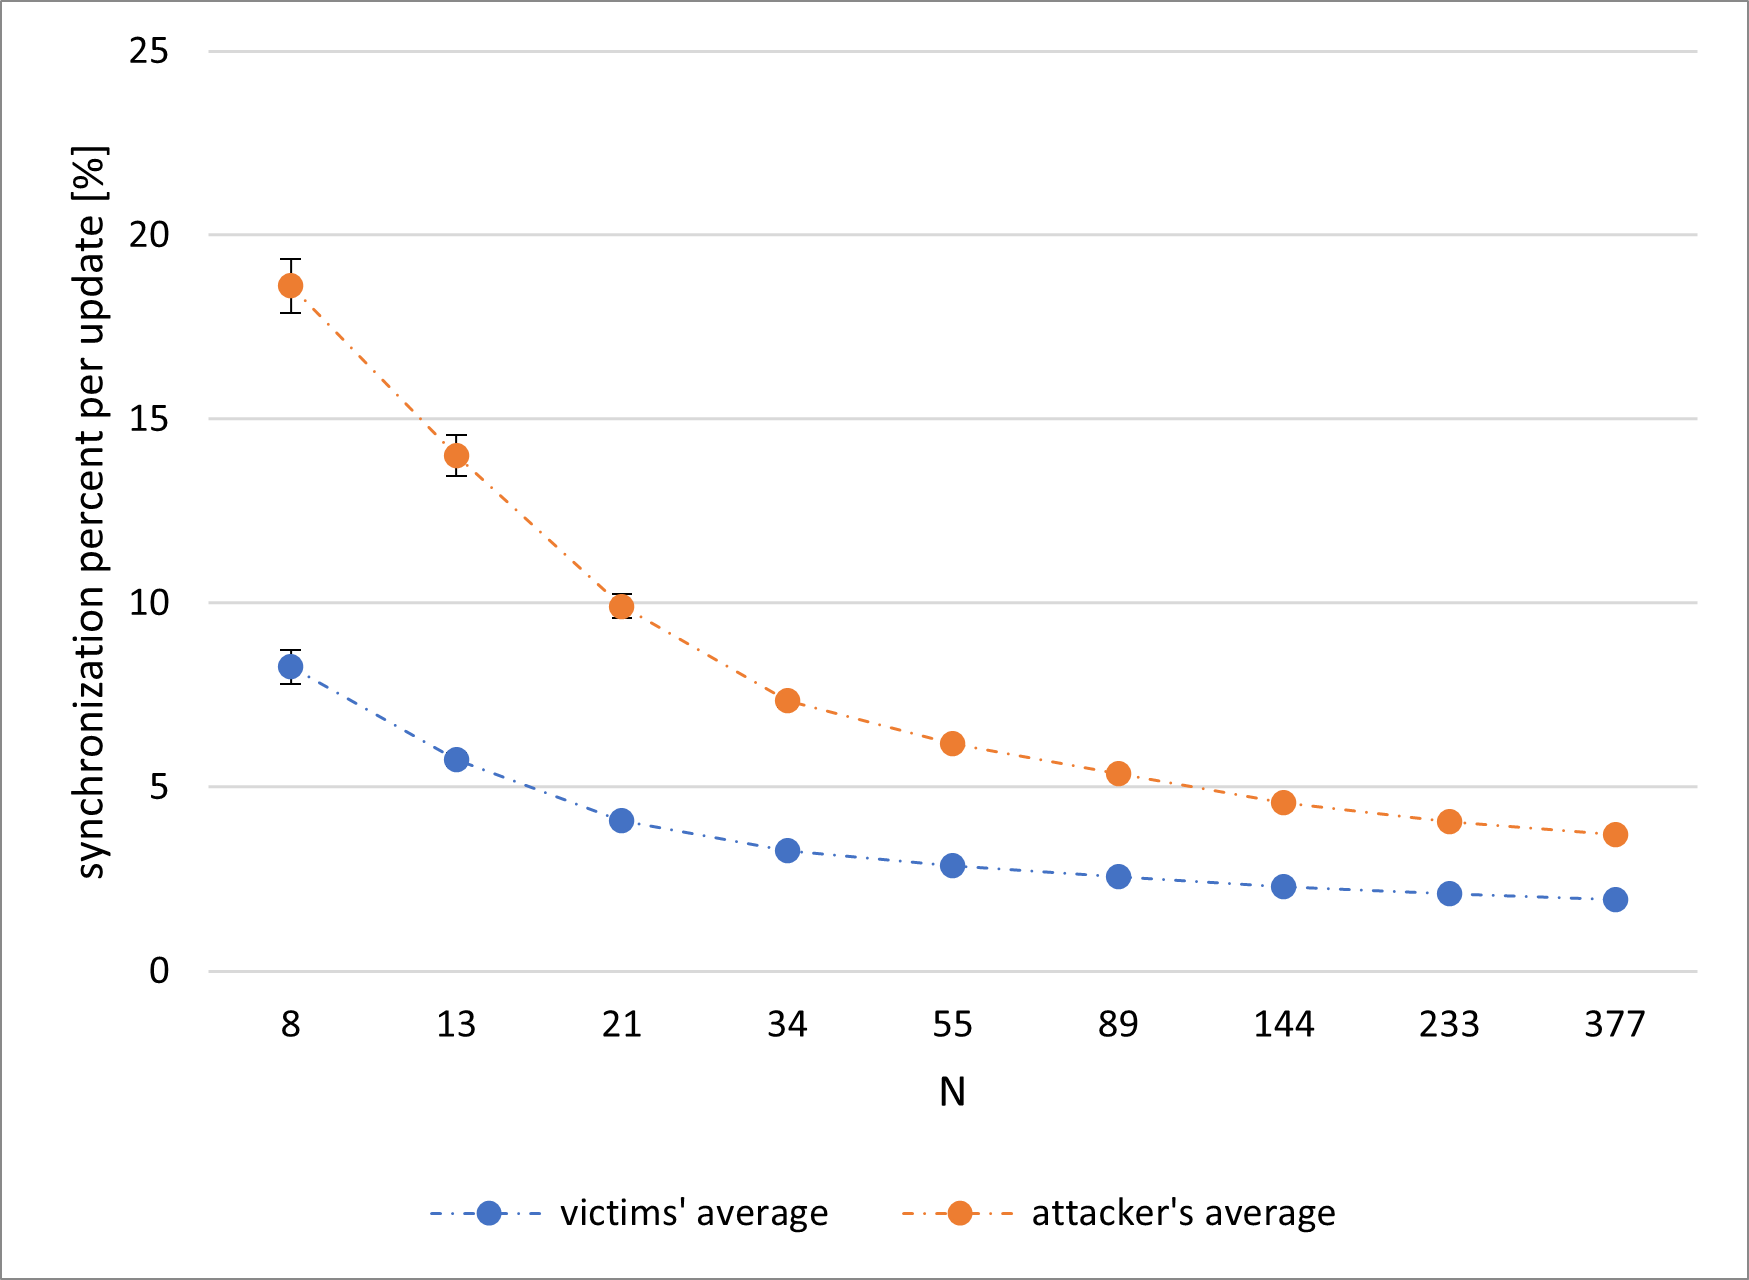 synchronization percent per update [%]
25
20
15
10
5
0
8 13 21 34 55 89 144 233 377
N
victims' average attacker's average